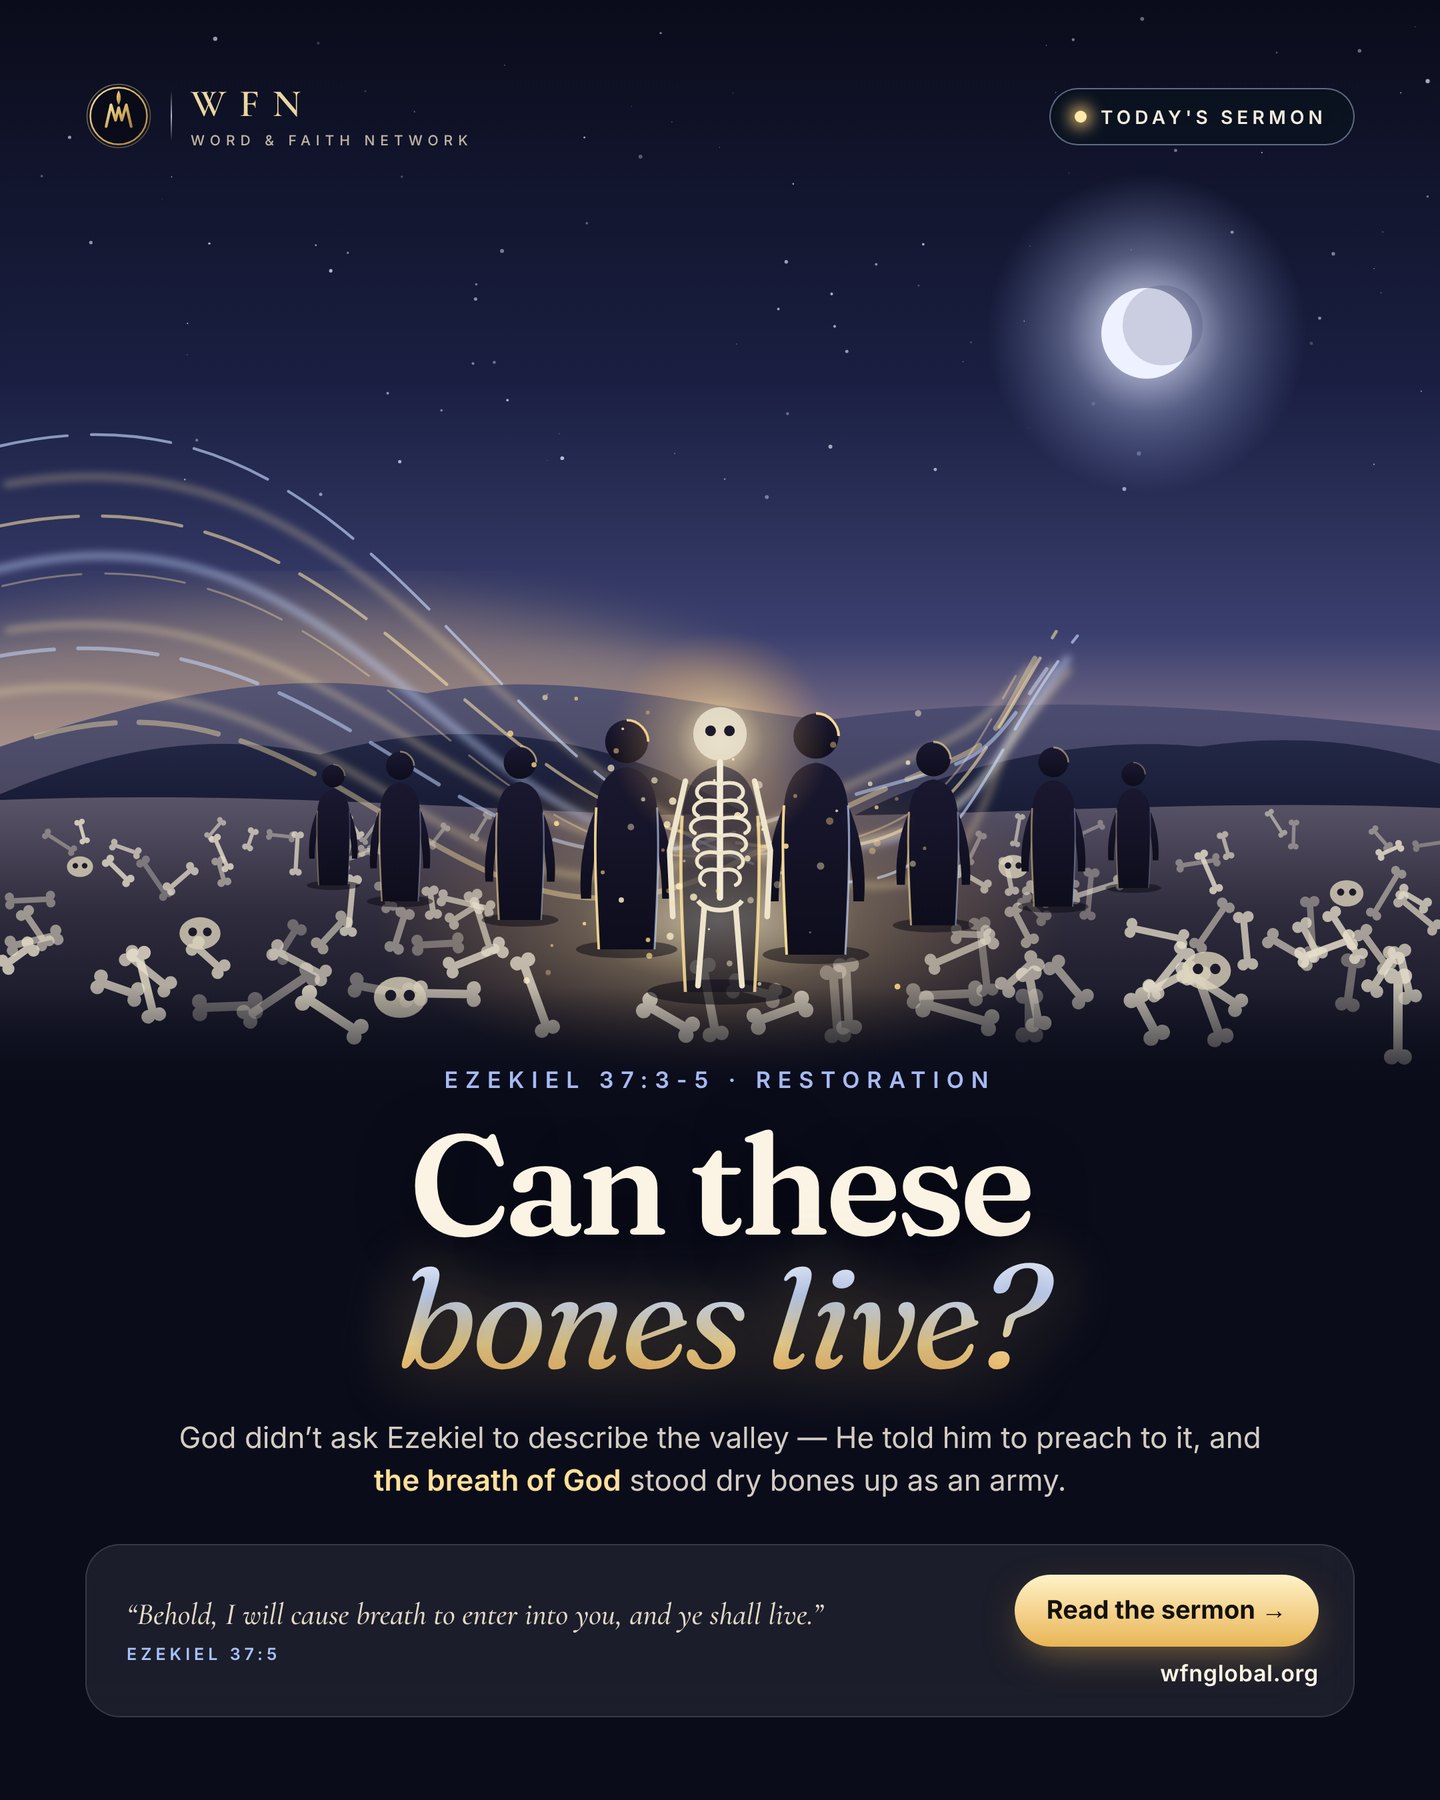 WFN
WORD & FAITH NETWORK
TODAY'S SERMON
EZEKIEL 37:3-5 · RESTORATION
Can these
bones live?
God didn’t ask Ezekiel to describe the valley — He told him to preach to it, and
the breath of God stood dry bones up as an army.
“Behold, I will cause breath to enter into you, and ye shall live.”
EZEKIEL 37:5
Read the sermon →
wfnglobal.org